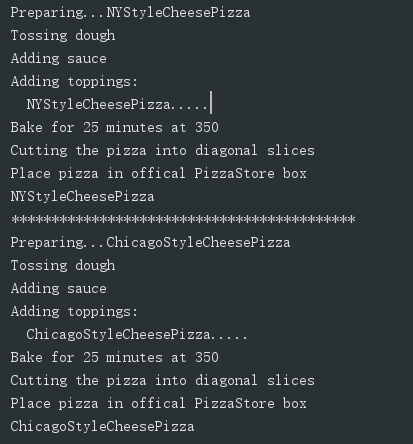 Preparing...NYStyleCheesePizza
Tossing dough
Adding sauce
Adding toppings:
  NYStyleCheesePizza.....
Bake for 25 minutes at 350
Cutting the pizza into diagonal slices
Place pizza in offical PizzaStore box
NYStyleCheesePizza
*******************************************
Preparing...ChicagoStyleCheesePizza
Tossing dough
Adding sauce
Adding toppings:
  ChicagoStyleCheesePizza.....
Bake for 25 minutes at 350
Cutting the pizza into diagonal slices
Place pizza in offical PizzaStore box
ChicagoStyleCheesePizza